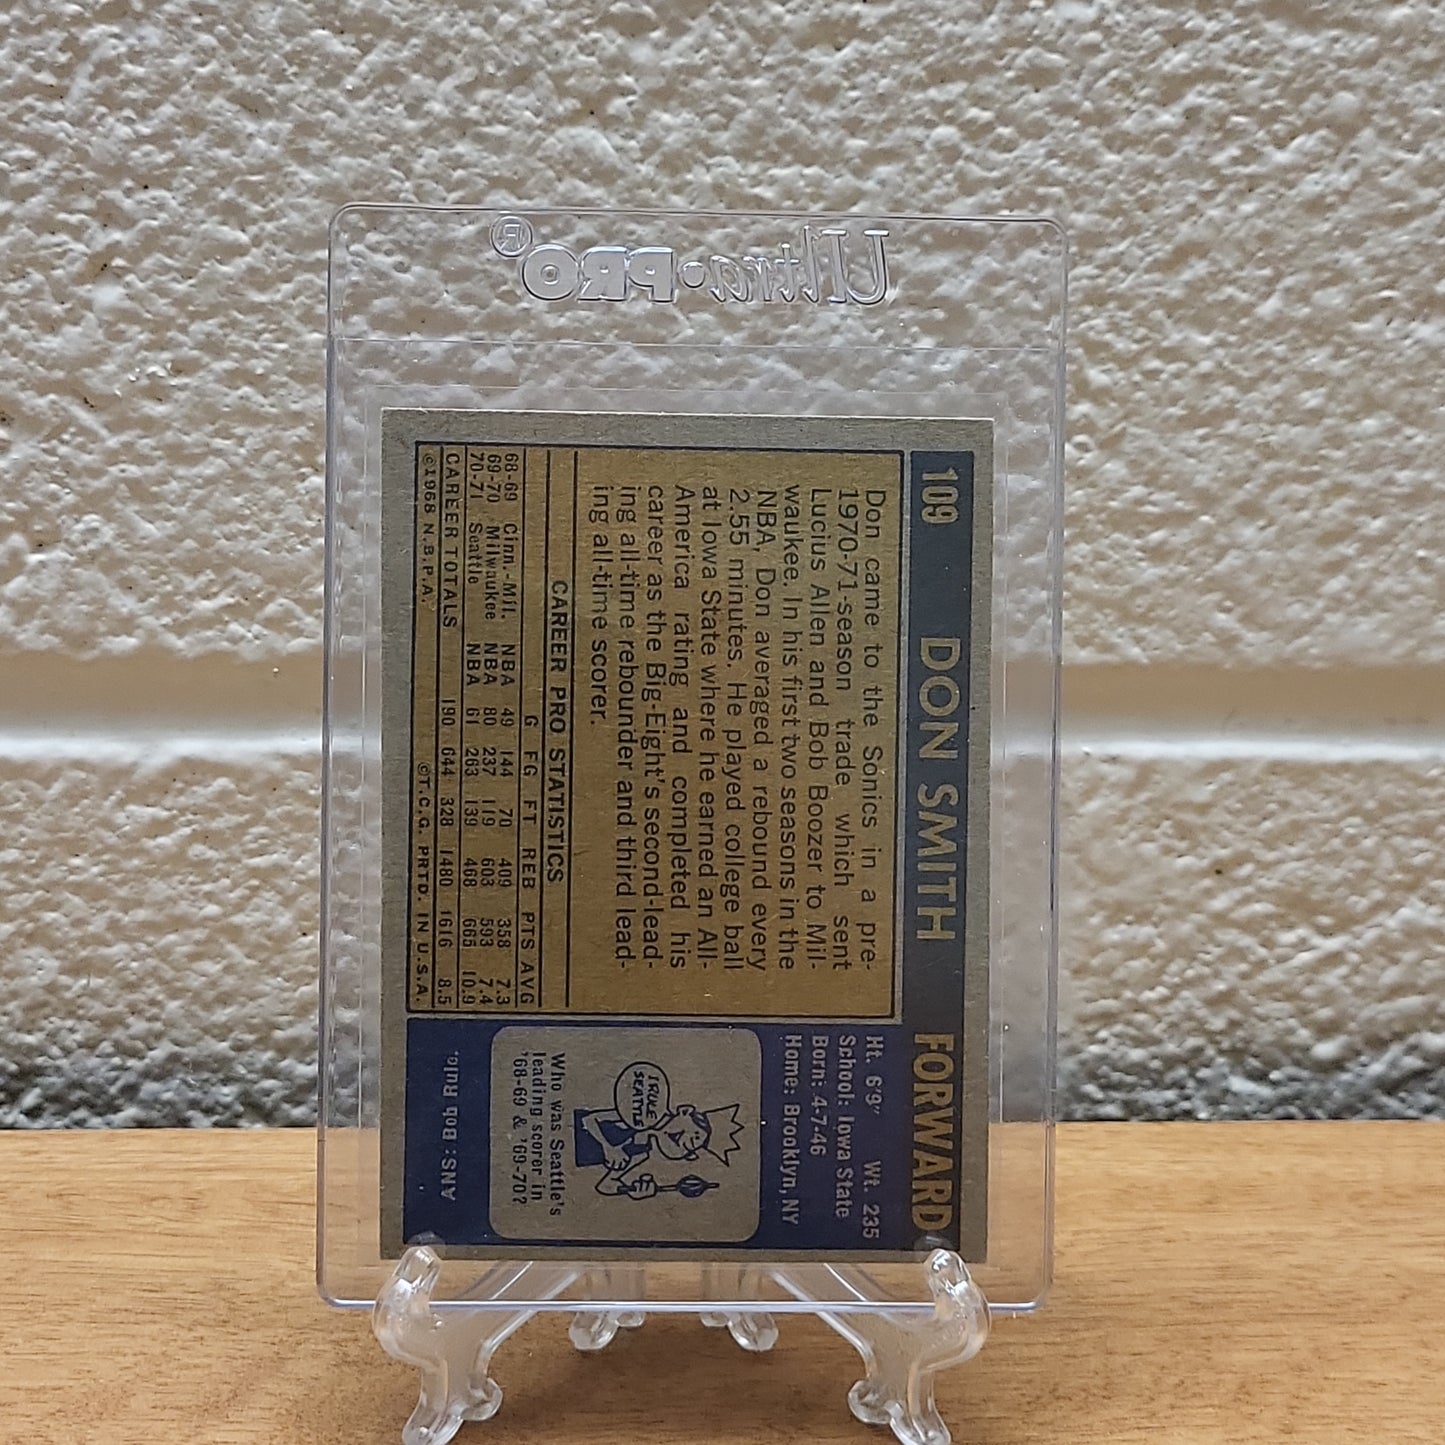 Ultra•PRO®
109 DON SMITH FORWARD
Don came to the Sonics in a pre-
1970-71-season trade which sent
Lucius Allen and Bob Boozer to Mil-
waukee. In his first two seasons in the
NBA, Don averaged a rebound every
2.55 minutes. He played college ball
at Iowa State where he earned an All-
America rating and completed his
career as the Big-Eight's second-lead-
ing all-time rebounder and third lead-
ing all-time scorer.
CAREER PRO STATISTICS
G FG FT REB PTS AVG
68-69 Cinn.-Mil. NBA 49 144 70 409 358 7.3
69-70 Milwaukee NBA 80 237 119 603 593 7.4
70-71 Seattle NBA 61 263 139 468 665 10.9
CAREER TOTALS 190 644 328 1480 1616 8.5
©1968 N.B.P.A. ©T.C.G. PRTD. IN U.S.A.
Ht. 6'9" Wt. 235
School: Iowa State
Born: 4-7-46
Home: Brooklyn, NY
I RULE
SEATTLE
Who was Seattle's
leading scorer in
'68-69 & '69-70?
ANS: Bob Rule.